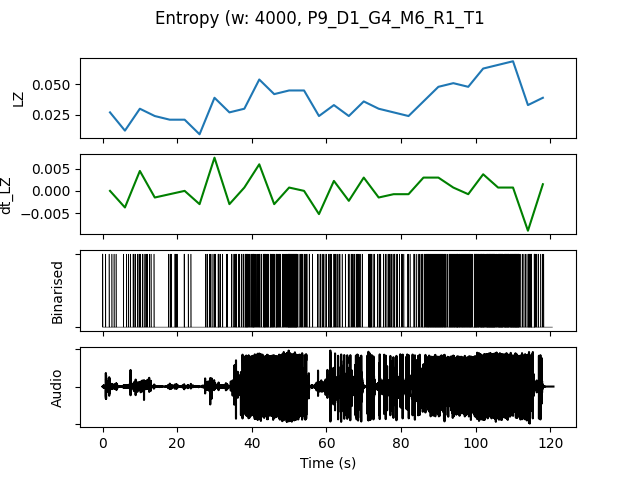 Entropy (w: 4000, P9_D1_G4_M6_R1_T1
LZ
0.050
0.025
dt_LZ
0.005
0.000
−0.005
Binarised
Audio
0 20 40 60 80 100 120
Time (s)